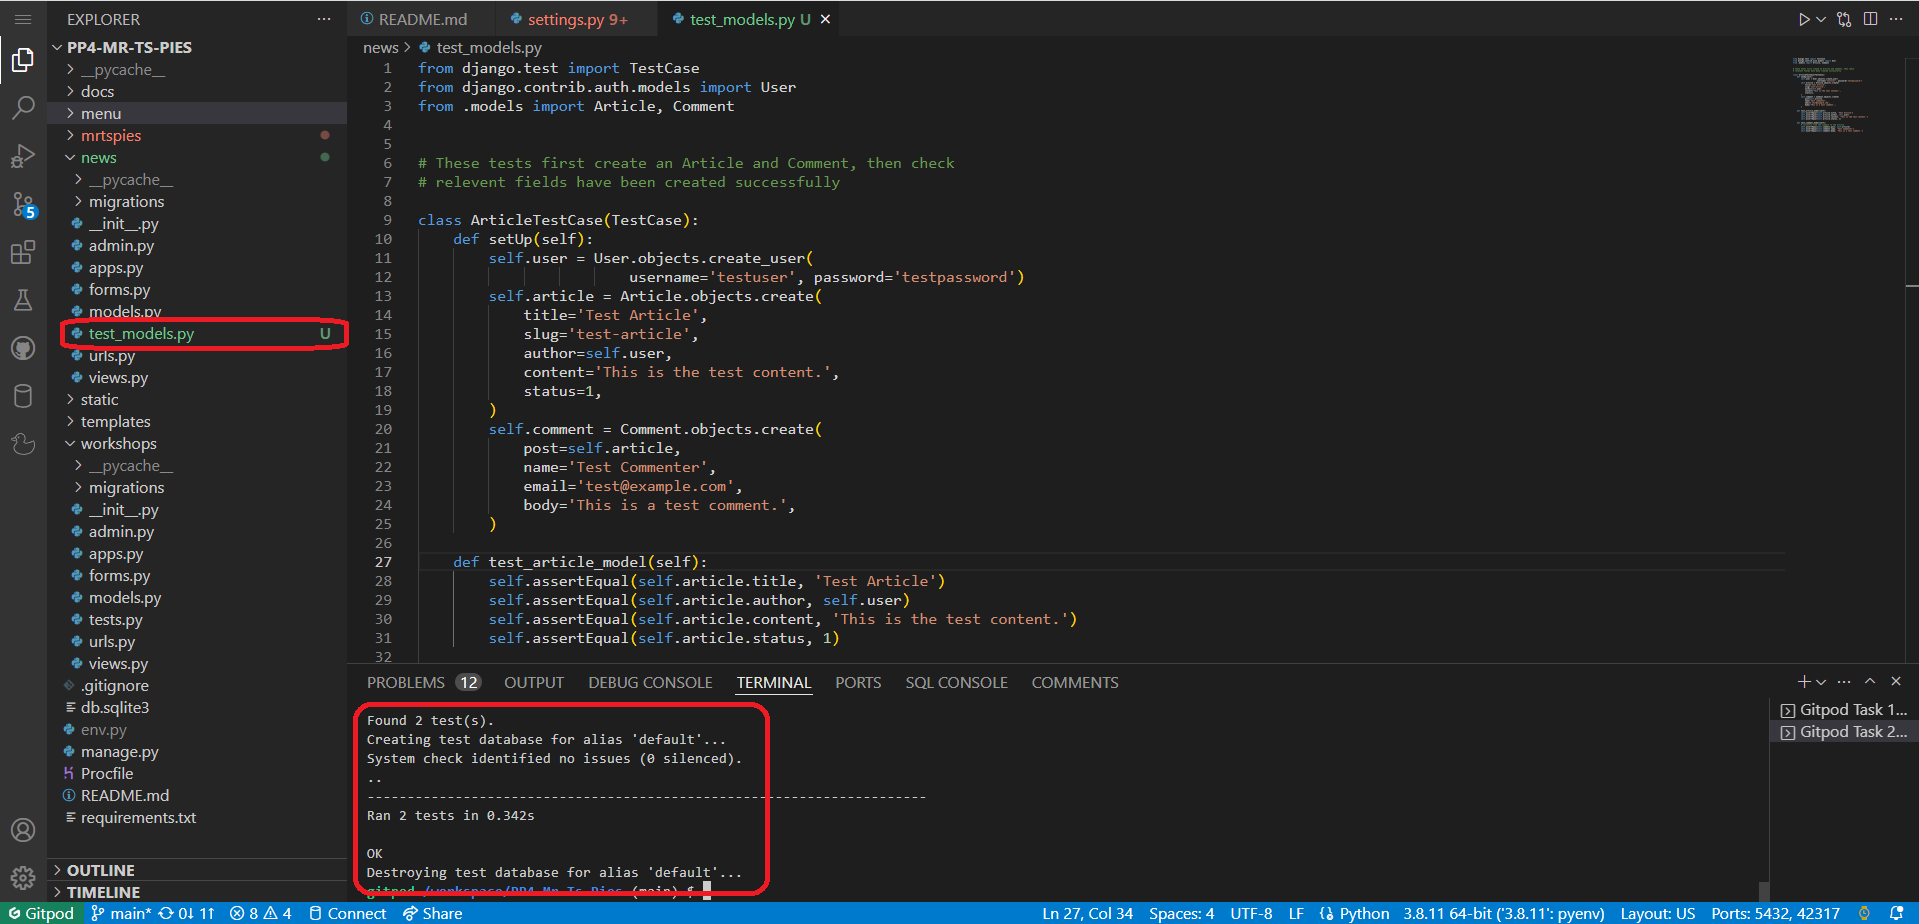 EXPLORER
PP4-MR-TS-PIES
__pycache__
docs
menu
mrtspies
news
__pycache__
migrations
__init__.py
admin.py
apps.py
forms.py
models.py
test_models.py U
urls.py
views.py
static
templates
workshops
__pycache__
migrations
__init__.py
admin.py
apps.py
forms.py
models.py
tests.py
urls.py
views.py
.gitignore
db.sqlite3
env.py
manage.py
Procfile
README.md
requirements.txt
OUTLINE
TIMELINE
5
README.md settings.py 9+ test_models.py U
news > test_models.py
1 from django.test import TestCase
2 from django.contrib.auth.models import User
3 from .models import Article, Comment
4
5
6 # These tests first create an Article and Comment, then check
7 # relevent fields have been created successfully
8
9 class ArticleTestCase(TestCase):
10 def setUp(self):
11 self.user = User.objects.create_user(
12 username='testuser', password='testpassword')
13 self.article = Article.objects.create(
14 title='Test Article',
15 slug='test-article',
16 author=self.user,
17 content='This is the test content.',
18 status=1,
19 )
20 self.comment = Comment.objects.create(
21 post=self.article,
22 name='Test Commenter',
23 email='test@example.com',
24 body='This is a test comment.',
25 )
26
27 def test_article_model(self):
28 self.assertEqual(self.article.title, 'Test Article')
29 self.assertEqual(self.article.author, self.user)
30 self.assertEqual(self.article.content, 'This is the test content.')
31 self.assertEqual(self.article.status, 1)
32
PROBLEMS 12 OUTPUT DEBUG CONSOLE TERMINAL PORTS SQL CONSOLE COMMENTS
Found 2 test(s).
Creating test database for alias 'default'...
System check identified no issues (0 silenced).
..
----------------------------------------------------------------------
Ran 2 tests in 0.342s
OK
Destroying test database for alias 'default'...
gitpod /workspace/PP4-Mr-Ts-Pies (main) $
Gitpod Task 1...
Gitpod Task 2...
Gitpod main* 0↓ 1↑ 8 4 Connect Share Ln 27, Col 34 Spaces: 4 UTF-8 LF Python 3.8.11 64-bit ('3.8.11': pyenv) Layout: US Ports: 5432, 42317